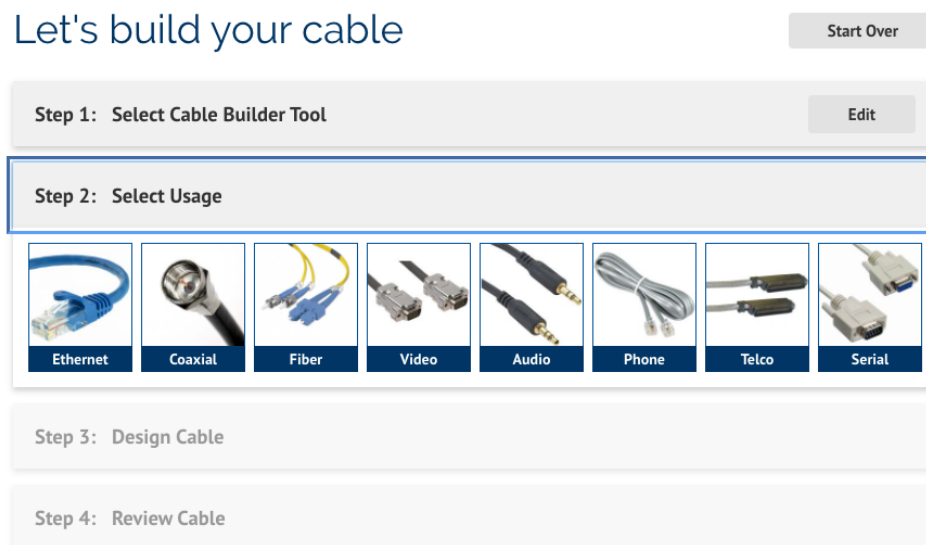 Let's build your cable
Start Over
Step 1: Select Cable Builder Tool
Edit
Step 2: Select Usage
Ethernet
Coaxial
Fiber
Video
Audio
Phone
Telco
Serial
Step 3: Design Cable
Step 4: Review Cable